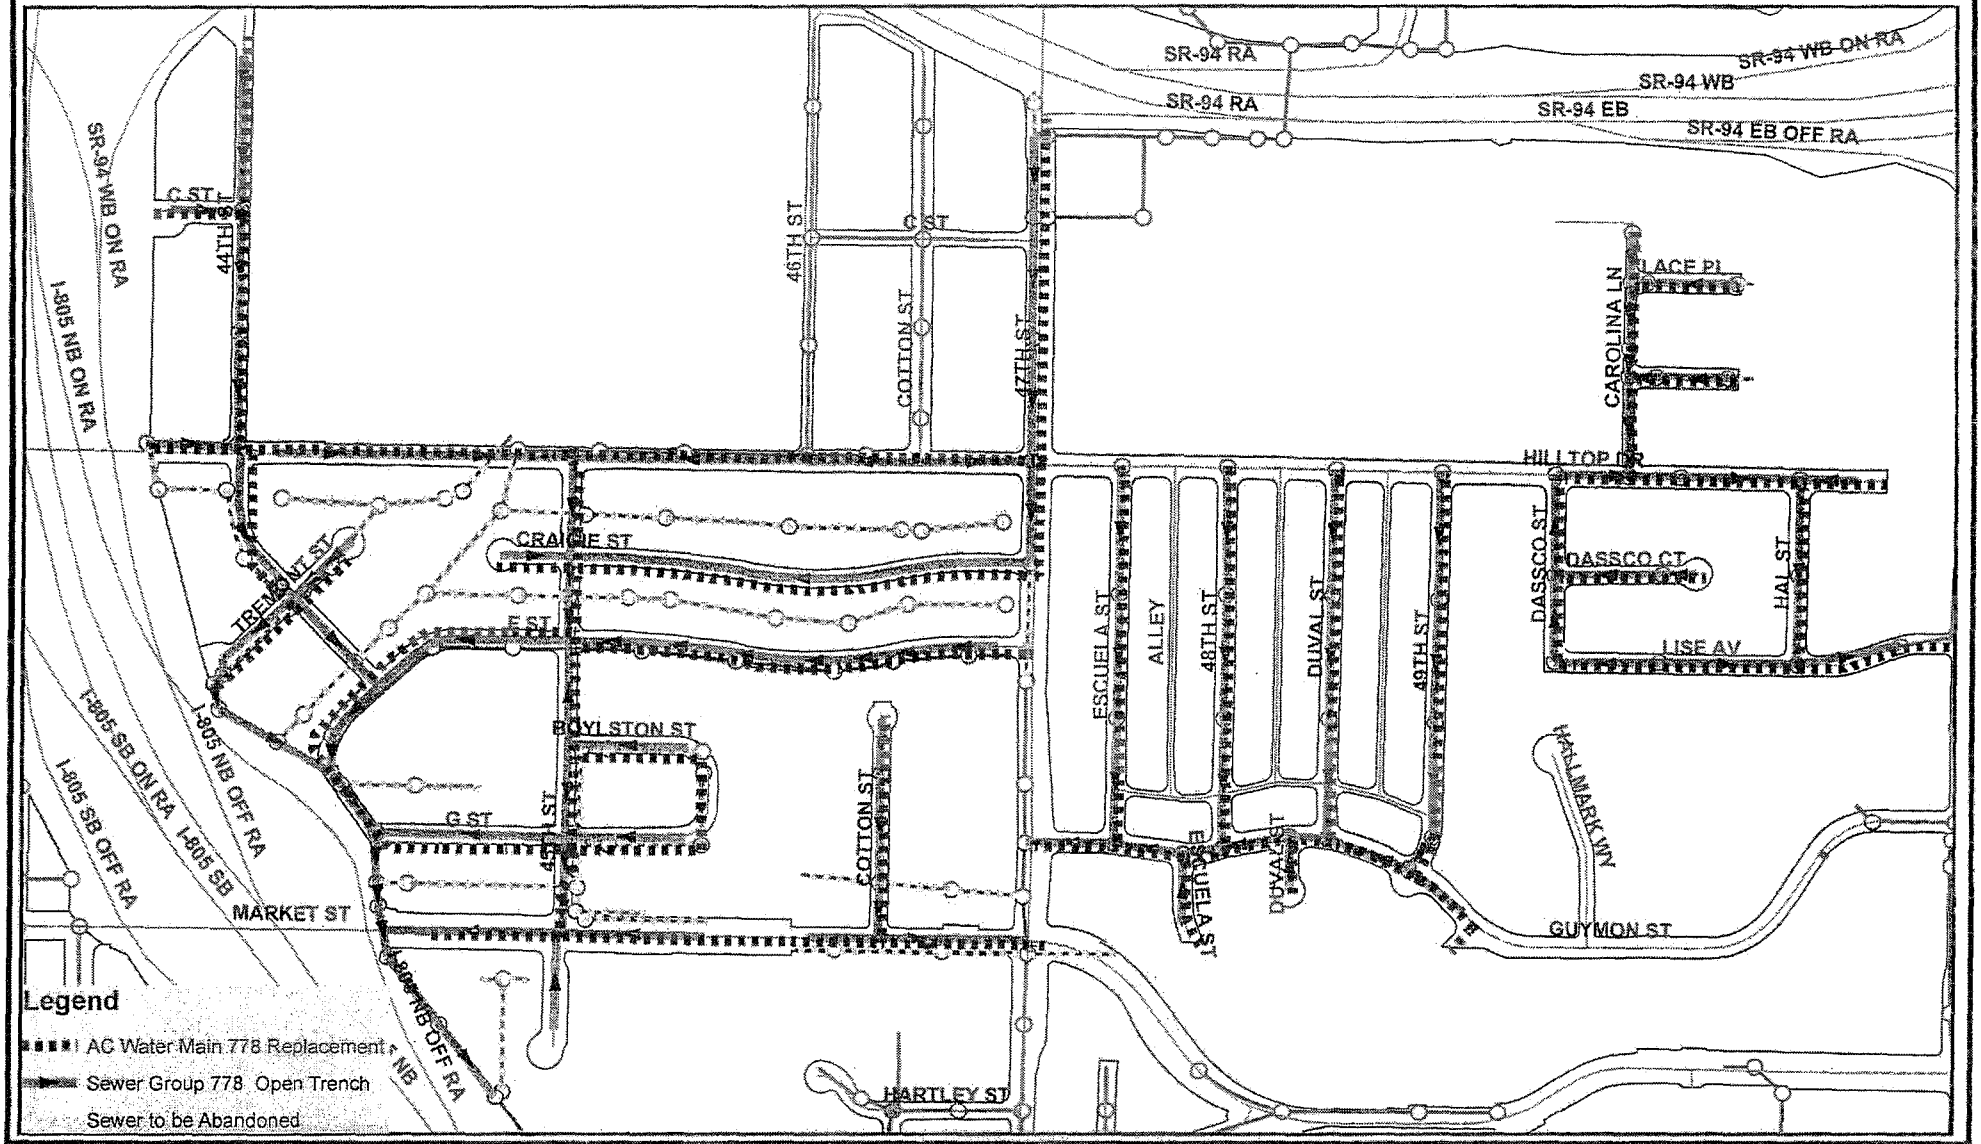 SR-94 RA
SR-94 WB ON RA
SR-94 WB
SR-94 RA
SR-94 EB
SR-94 EB OFF RA
SR-94 WB ON RA
C ST
44TH ST
46TH ST
C ST
COTTON ST
47TH ST
I-805 NB ON RA
LACE PL
CAROLINA LN
HILLTOP DR
CRAIGIE ST
TREMONT ST
E ST
ESCUELA ST
ALLEY
48TH ST
DUVAL ST
49TH ST
DASSCO ST
DASSCO CT
HAL ST
LISE AV
I-805 SB ON RA
I-805 NB OFF RA
I-805 SB OFF RA
I-805 SB
BOYLSTON ST
G ST
45TH ST
COTTON ST
ESCUELA ST
DUVAL ST
HALLMARK WY
MARKET ST
GUYMON ST
I-805 NB OFF RA
NB
HARTLEY ST
Legend
AC Water Main 778 Replacement
Sewer Group 778 Open Trench
Sewer to be Abandoned